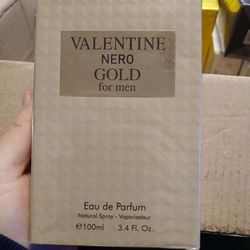 VALENTINE
NERO
GOLD
for men
Eau de Parfum
Natural Spray - Vaporisateur
℮100ml 3.4 Fl. Oz.